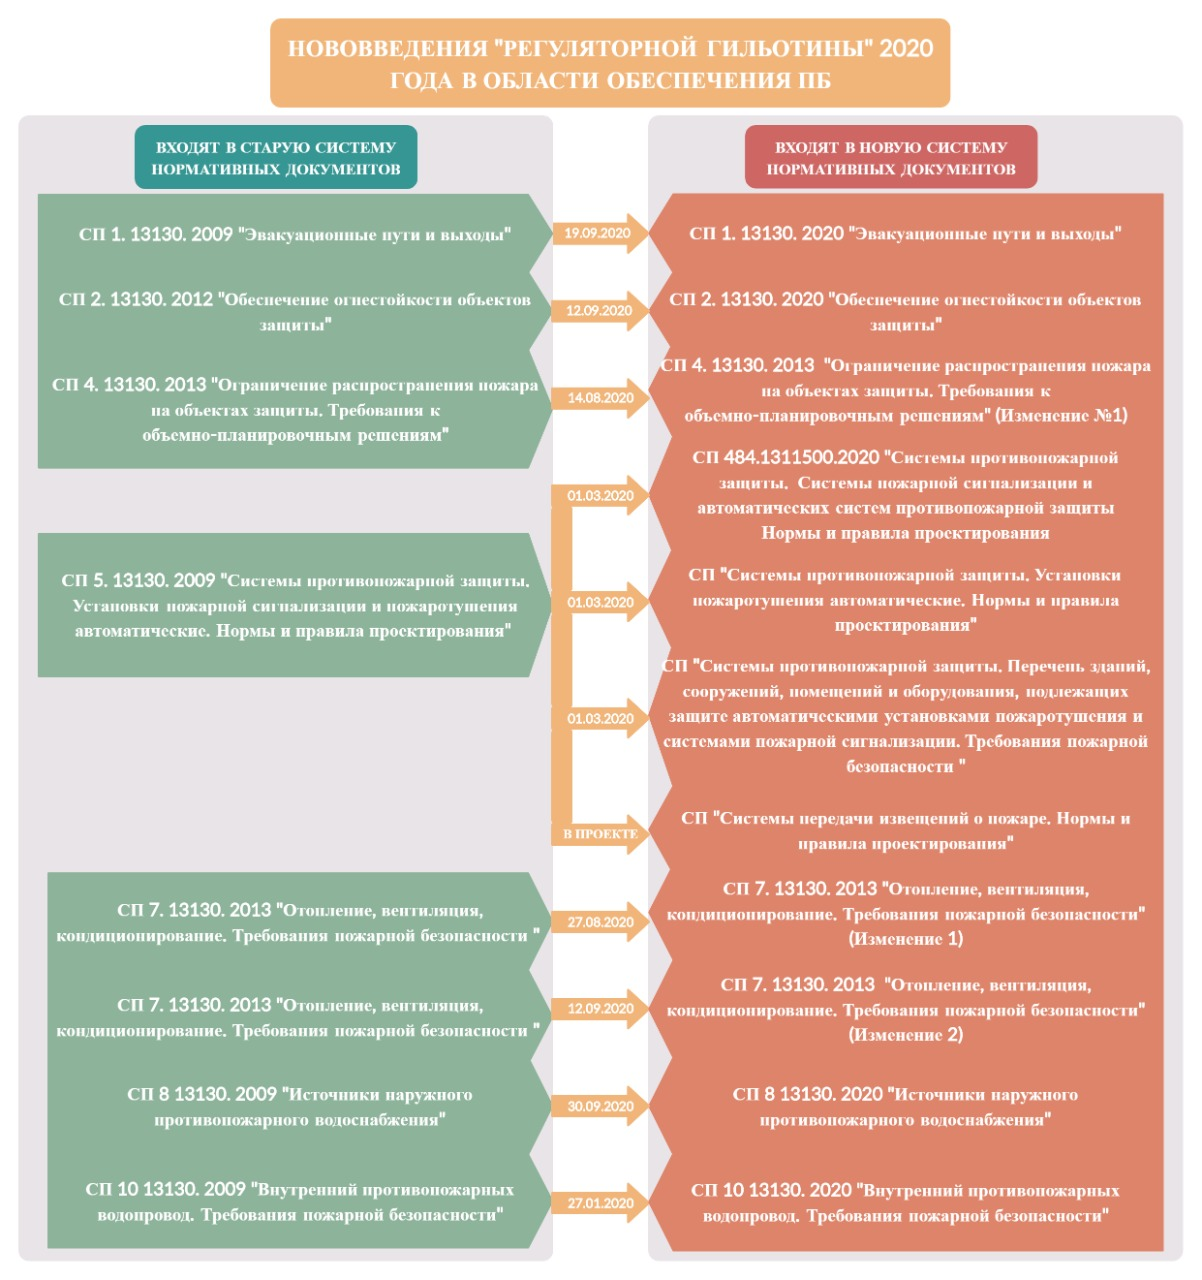 НОВОВВЕДЕНИЯ "РЕГУЛЯТОРНОЙ ГИЛЬОТИНЫ" 2020
ГОДА В ОБЛАСТИ ОБЕСПЕЧЕНИЯ ПБ
ВХОДЯТ В СТАРУЮ СИСТЕМУ
НОРМАТИВНЫХ ДОКУМЕНТОВ
ВХОДЯТ В НОВУЮ СИСТЕМУ
НОРМАТИВНЫХ ДОКУМЕНТОВ
СП 1. 13130. 2009 "Эвакуационные пути и выходы"
19.09.2020
СП 1. 13130. 2020 "Эвакуационные пути и выходы"
СП 2. 13130. 2012 "Обеспечение огнестойкости объектов
защиты"
12.09.2020
СП 2. 13130. 2020 "Обеспечение огнестойкости объектов
защиты"
СП 4. 13130. 2013 "Ограничение распространения пожара
на объектах защиты. Требования к
объемно-планировочным решениям"
14.08.2020
СП 4. 13130. 2013 "Ограничение распространения пожара
на объектах защиты. Требования к
объемно-планировочным решениям" (Изменение №1)
СП 5. 13130. 2009 "Системы противопожарной защиты.
Установки пожарной сигнализации и пожаротушения
автоматические. Нормы и правила проектирования"
01.03.2020
СП 484.1311500.2020 "Системы противопожарной
защиты. Системы пожарной сигнализации и
автоматических систем противопожарной защиты
Нормы и правила проектирования
01.03.2020
СП "Системы противопожарной защиты. Установки
пожаротушения автоматические. Нормы и правила
проектирования"
01.03.2020
СП "Системы противопожарной защиты. Перечень зданий,
сооружений, помещений и оборудования, подлежащих
защите автоматическими установками пожаротушения и
системами пожарной сигнализации. Требования пожарной
безопасности "
В ПРОЕКТЕ
СП "Системы передачи извещений о пожаре. Нормы и
правила проектирования"
СП 7. 13130. 2013 "Отопление, вентиляция,
кондиционирование. Требования пожарной безопасности "
27.08.2020
СП 7. 13130. 2013 "Отопление, вентиляция,
кондиционирование. Требования пожарной безопасности"
(Изменение 1)
СП 7. 13130. 2013 "Отопление, вентиляция,
кондиционирование. Требования пожарной безопасности "
12.09.2020
СП 7. 13130. 2013 "Отопление, вентиляция,
кондиционирование. Требования пожарной безопасности"
(Изменение 2)
СП 8 13130. 2009 "Источники наружного
противопожарного водоснабжения"
30.09.2020
СП 8 13130. 2020 "Источники наружного
противопожарного водоснабжения"
СП 10 13130. 2009 "Внутренний противопожарных
водопровод. Требования пожарной безопасности"
27.01.2020
СП 10 13130. 2020 "Внутренний противопожарных
водопровод. Требования пожарной безопасности"